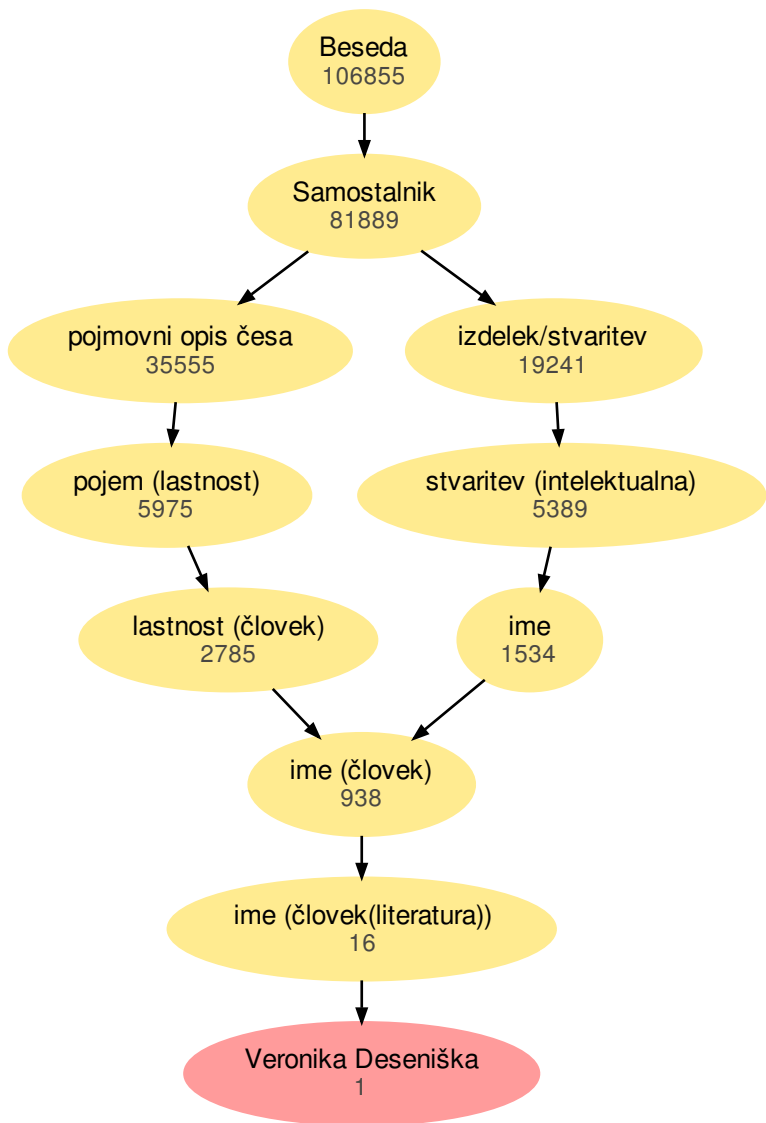 Beseda
106855
Samostalnik
81889
pojmovni opis česa
35555
izdelek/stvaritev
19241
pojem (lastnost)
5975
stvaritev (intelektualna)
5389
lastnost (človek)
2785
ime
1534
ime (človek)
938
ime (človek(literatura))
16
Veronika Deseniška
1